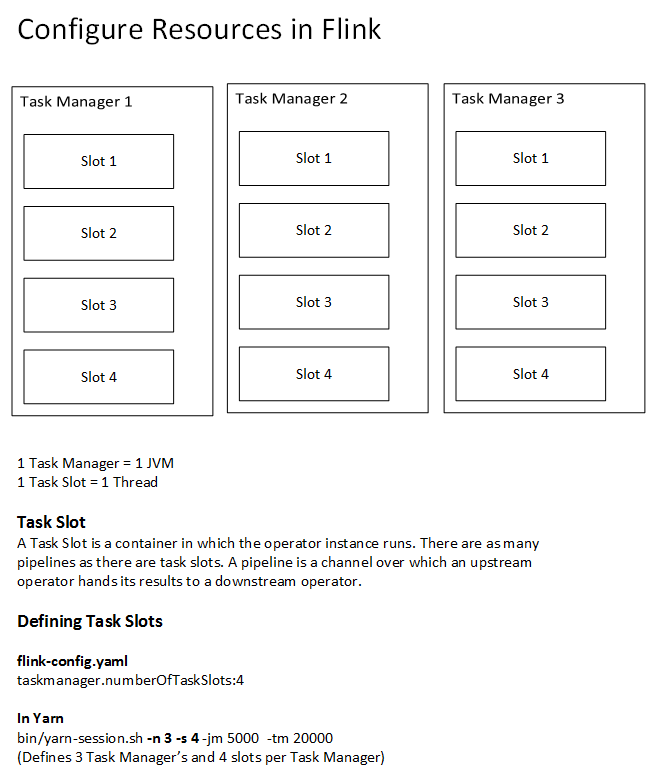 Configure Resources in Flink
Task Manager 1
Slot 1
Slot 2
Slot 3
Slot 4
Task Manager 2
Slot 1
Slot 2
Slot 3
Slot 4
Task Manager 3
Slot 1
Slot 2
Slot 3
Slot 4
1 Task Manager = 1 JVM
1 Task Slot = 1 Thread
Task Slot
A Task Slot is a container in which the operator instance runs. There are as many
pipelines as there are task slots. A pipeline is a channel over which an upstream
operator hands its results to a downstream operator.
Defining Task Slots
flink-config.yaml
taskmanager.numberOfTaskSlots:4
In Yarn
bin/yarn-session.sh -n 3 -s 4 -jm 5000  -tm 20000
(Defines 3 Task Manager’s and 4 slots per Task Manager)